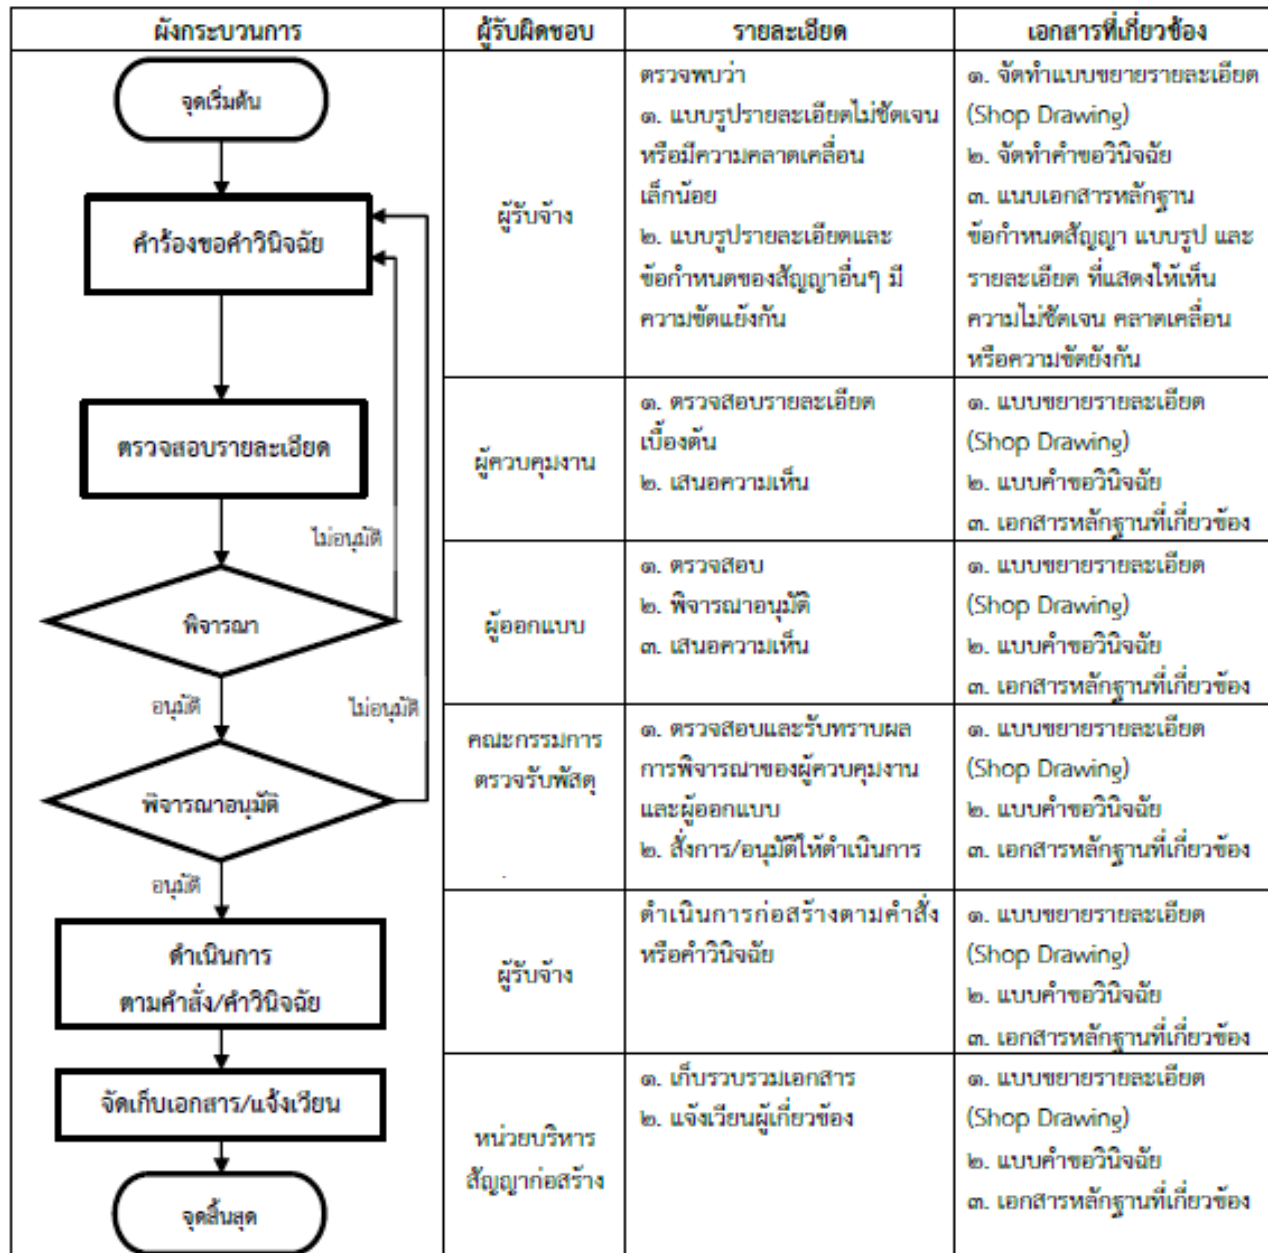 ผังกระบวนการ
ผู้รับผิดชอบ
รายละเอียด
เอกสารที่เกี่ยวข้อง
จุดเริ่มต้น
คำร้องขอคำวินิจฉัย
ผู้รับจ้าง
ตรวจพบว่า
๑. แบบรูปรายละเอียดไม่ชัดเจน
หรือมีความคลาดเคลื่อน
เล็กน้อย
๒. แบบรูปรายละเอียดและ
ข้อกำหนดของสัญญาอื่นๆ มี
ความขัดแย้งกัน
๑. จัดทำแบบขยายรายละเอียด
(Shop Drawing)
๒. จัดทำคำขอวินิจฉัย
๓. แนบเอกสารหลักฐาน
ข้อกำหนดสัญญา แบบรูป และ
รายละเอียด ที่แสดงให้เห็น
ความไม่ชัดเจน คลาดเคลื่อน
หรือความขัดยังกัน
ตรวจสอบรายละเอียด
ผู้ควบคุมงาน
๑. ตรวจสอบรายละเอียด
เบื้องต้น
๒. เสนอความเห็น
๑. แบบขยายรายละเอียด
(Shop Drawing)
๒. แบบคำขอวินิจฉัย
๓. เอกสารหลักฐานที่เกี่ยวข้อง
ไม่อนุมัติ
พิจารณา
อนุมัติ
ผู้ออกแบบ
๑. ตรวจสอบ
๒. พิจารณาอนุมัติ
๓. เสนอความเห็น
๑. แบบขยายรายละเอียด
(Shop Drawing)
๒. แบบคำขอวินิจฉัย
๓. เอกสารหลักฐานที่เกี่ยวข้อง
ไม่อนุมัติ
พิจารณาอนุมัติ
อนุมัติ
คณะกรรมการ
ตรวจรับพัสดุ
๑. ตรวจสอบและรับทราบผล
การพิจารณาของผู้ควบคุมงาน
และผู้ออกแบบ
๒. สั่งการ/อนุมัติให้ดำเนินการ
๑. แบบขยายรายละเอียด
(Shop Drawing)
๒. แบบคำขอวินิจฉัย
๓. เอกสารหลักฐานที่เกี่ยวข้อง
ดำเนินการ
ตามคำสั่ง/คำวินิจฉัย
ผู้รับจ้าง
ดำเนินการก่อสร้างตามคำสั่ง
หรือคำวินิจฉัย
๑. แบบขยายรายละเอียด
(Shop Drawing)
๒. แบบคำขอวินิจฉัย
๓. เอกสารหลักฐานที่เกี่ยวข้อง
จัดเก็บเอกสาร/แจ้งเวียน
จุดสิ้นสุด
หน่วยบริหาร
สัญญาก่อสร้าง
๑. เก็บรวบรวมเอกสาร
๒. แจ้งเวียนผู้เกี่ยวข้อง
๑. แบบขยายรายละเอียด
(Shop Drawing)
๒. แบบคำขอวินิจฉัย
๓. เอกสารหลักฐานที่เกี่ยวข้อง